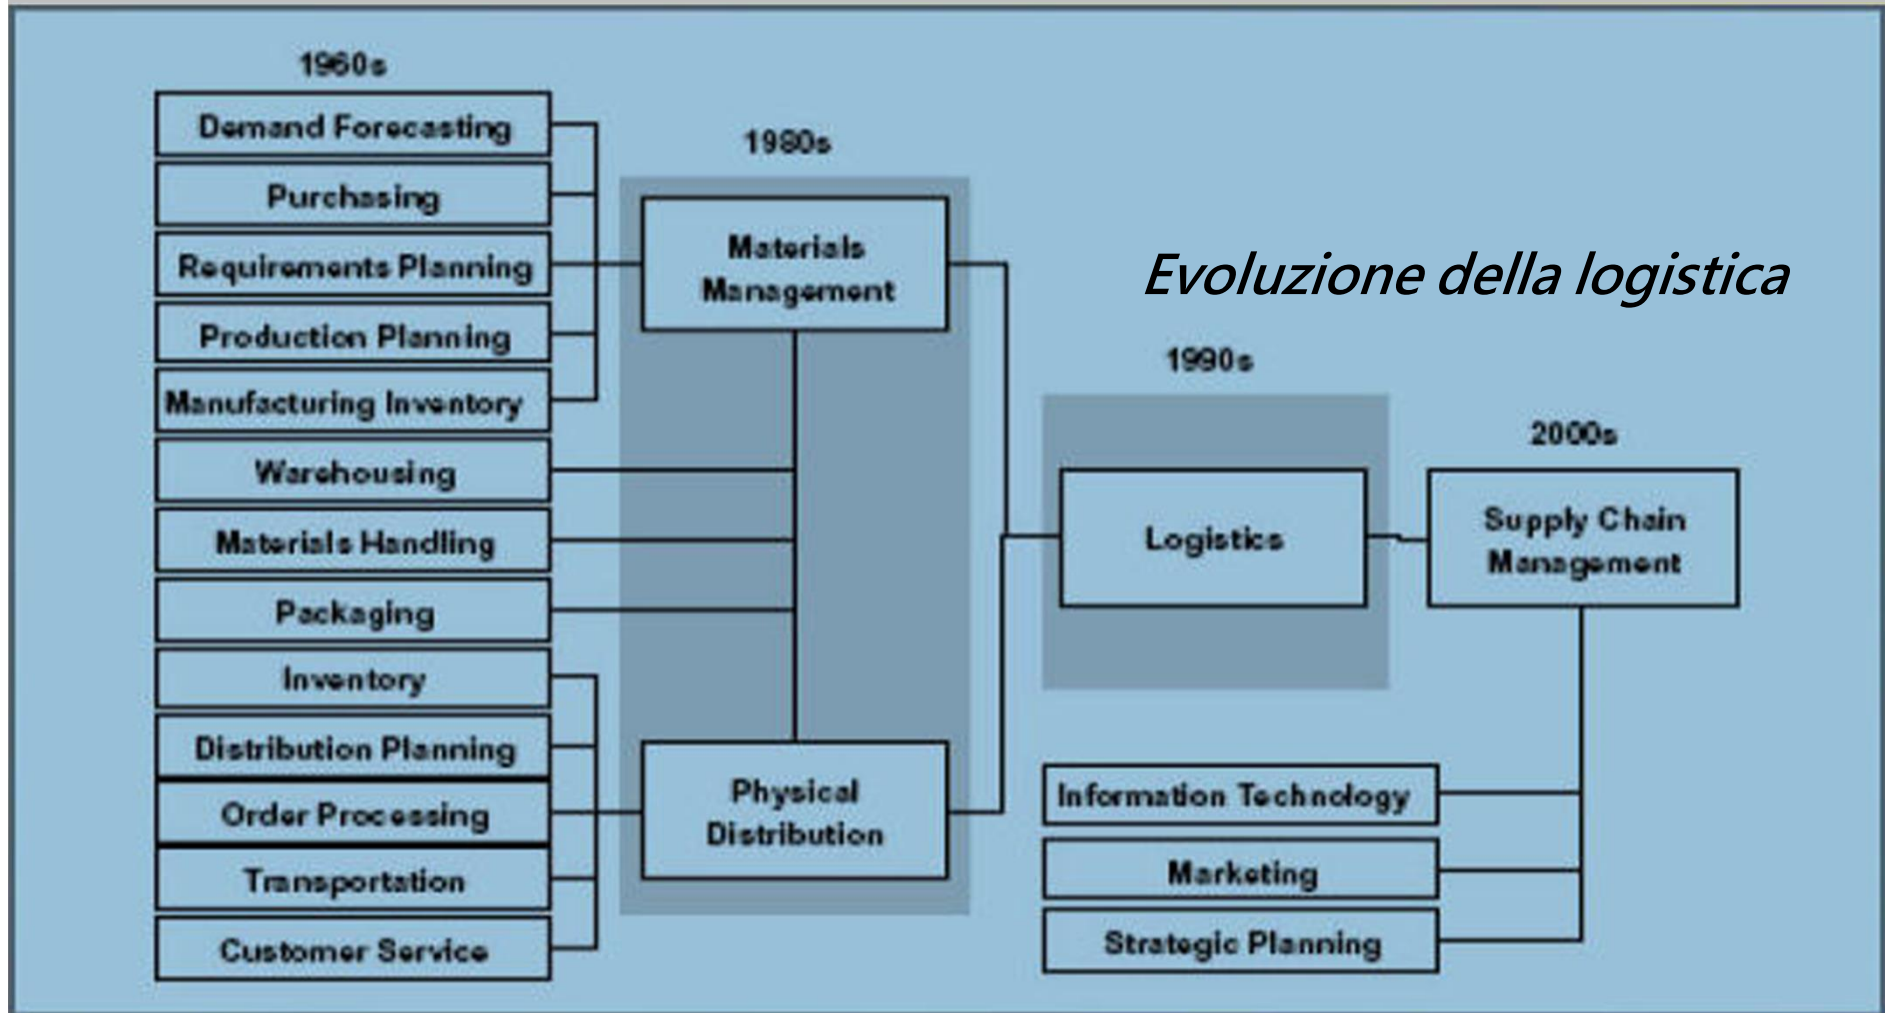 1960s
Demand Forecasting
Purchasing
Requirements Planning
Production Planning
Manufacturing Inventory
Warehousing
Materials Handling
Packaging
Inventory
Distribution Planning
Order Processing
Transportation
Customer Service
1980s
Materials
Management
Physical
Distribution
Evoluzione della logistica
1990s
Logistics
2000s
Supply Chain
Management
Information Technology
Marketing
Strategic Planning